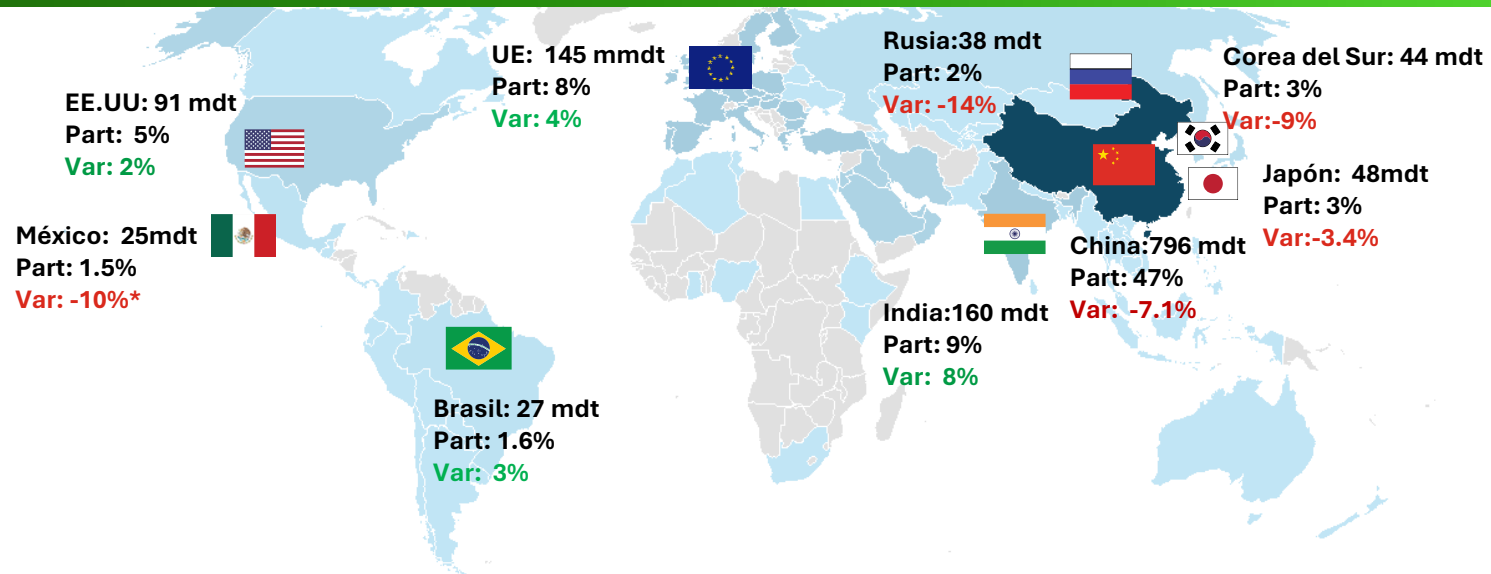 UE: 145 mmdt
Part: 8%
Var: 4%
Rusia:38 mdt
Part: 2%
Var: -14%
Corea del Sur: 44 mdt
Part: 3%
Var:-9%
EE.UU: 91 mdt
Part: 5%
Var: 2%
Japón: 48mdt
Part: 3%
Var:-3.4%
México: 25mdt
Part: 1.5%
Var: -10%*
China:796 mdt
Part: 47%
Var: -7.1%
India:160 mdt
Part: 9%
Var: 8%
Brasil: 27 mdt
Part: 1.6%
Var: 3%